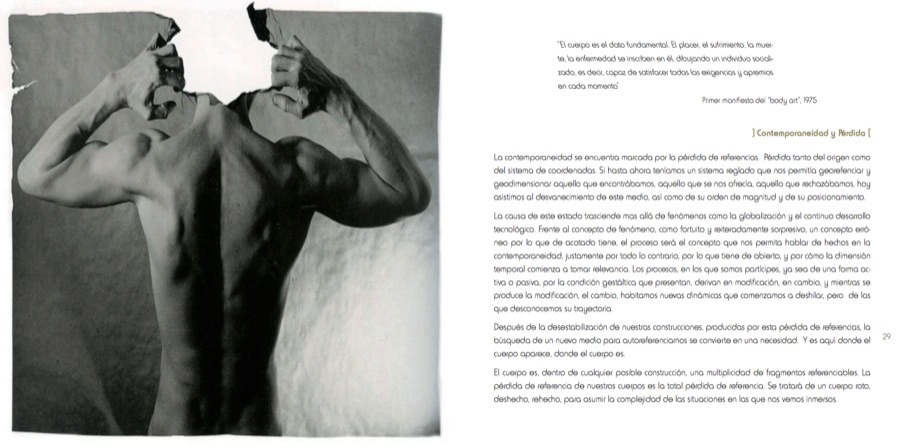 "El cuerpo es el dato fundamental. El placer, el sufrimiento, la muer-
te, la enfermedad se inscriben en él, dibujando un individuo sociali-
zado, es decir, capaz de satisfacer todas las exigencias y apremios
en cada momento"
Primer manifiesto del "body art", 1975
] Contemporaneidad y Pérdida [
La contemporaneidad se encuentra marcada por la pérdida de referencias. Pérdida tanto del origen como
del sistema de coordenadas. Si hasta ahora teníamos un sistema reglado que nos permitía georefenciar y
geodimensionar aquello que encontrábamos, aquello que se nos ofrecía, aquello que rechazábamos, hoy
asistimos al desvanecimiento de este medio, así como de su orden de magnitud y de su posicionamiento.
La causa de este estado trasciende mas allá de fenómenos como la globalización y el continuo desarrollo
tecnológico. Frente al concepto de fenómeno, como fortuito y reiteradamente sorpresivo, un concepto erró-
neo por lo que de acotado tiene, el proceso será el concepto que nos permita hablar de hechos en la
contemporaneidad, justamente por todo lo contrario, por lo que tiene de abierto, y por cómo la dimensión
temporal comienza a tomar relevancia. Los procesos, en los que somos partícipes, ya sea de una forma ac-
tiva o pasiva, por la condición gestáltica que presentan, derivan en modificación, en cambio, y mientras se
produce la modificación, el cambio, habitamos nuevas dinámicas que comenzamos a deshilar, pero de las
que desconocemos su trayectoria.
Después de la desestabilización de nuestras construcciones, producidas por esta pérdida de referencias, la
búsqueda de un nuevo medio para autoreferenciarnos se convierte en una necesidad. Y es aquí donde el
cuerpo aparece, donde el cuerpo es.
29
El cuerpo es, dentro de cualquier posible construcción, una multiplicidad de fragmentos referenciables. La
pérdida de referencia de nuestros cuerpos es la total pérdida de referencia. Se tratará de un cuerpo roto,
deshecho, rehecho, para asumir la complejidad de las situaciones en las que nos vemos inmersos.